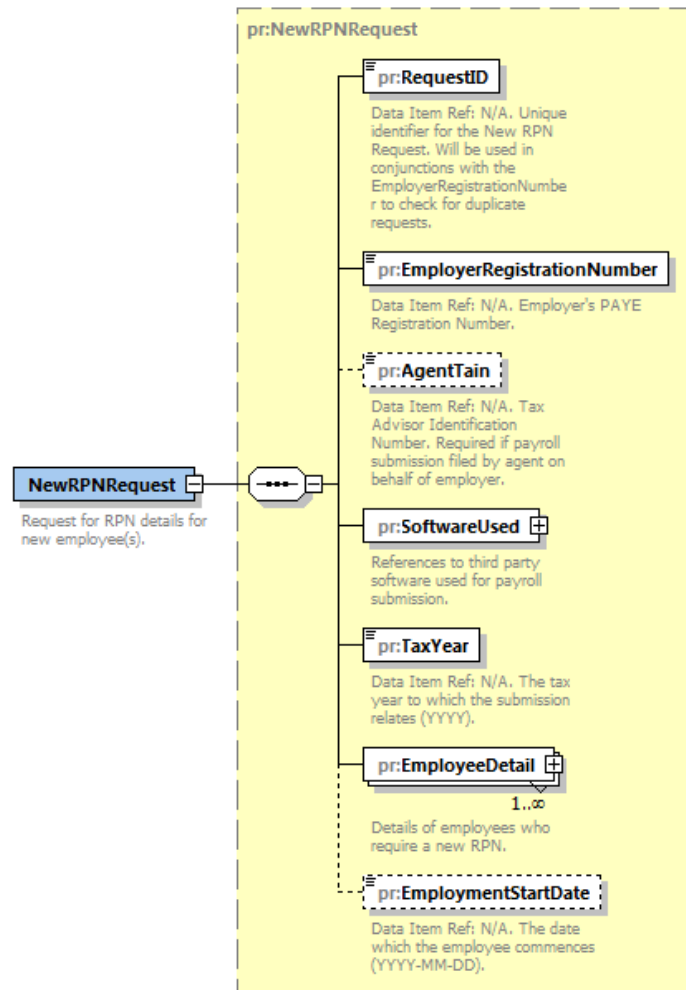 pr:NewRPNRequest
pr:RequestID
Data Item Ref: N/A. Unique
identifier for the New RPN
Request. Will be used in
conjunctions with the
EmployerRegistrationNumbe
r to check for duplicate
requests.
pr:EmployerRegistrationNumber
Data Item Ref: N/A. Employer's PAYE
Registration Number.
pr:AgentTain
Data Item Ref: N/A. Tax
Advisor Identification
Number. Required if payroll
submission filed by agent on
behalf of employer.
NewRPNRequest
Request for RPN details for
new employee(s).
pr:SoftwareUsed
References to third party
software used for payroll
submission.
pr:TaxYear
Data Item Ref: N/A. The tax
year to which the submission
relates (YYYY).
pr:EmployeeDetail
1..∞
Details of employees who
require a new RPN.
pr:EmploymentStartDate
Data Item Ref: N/A. The date
which the employee commences
(YYYY-MM-DD).